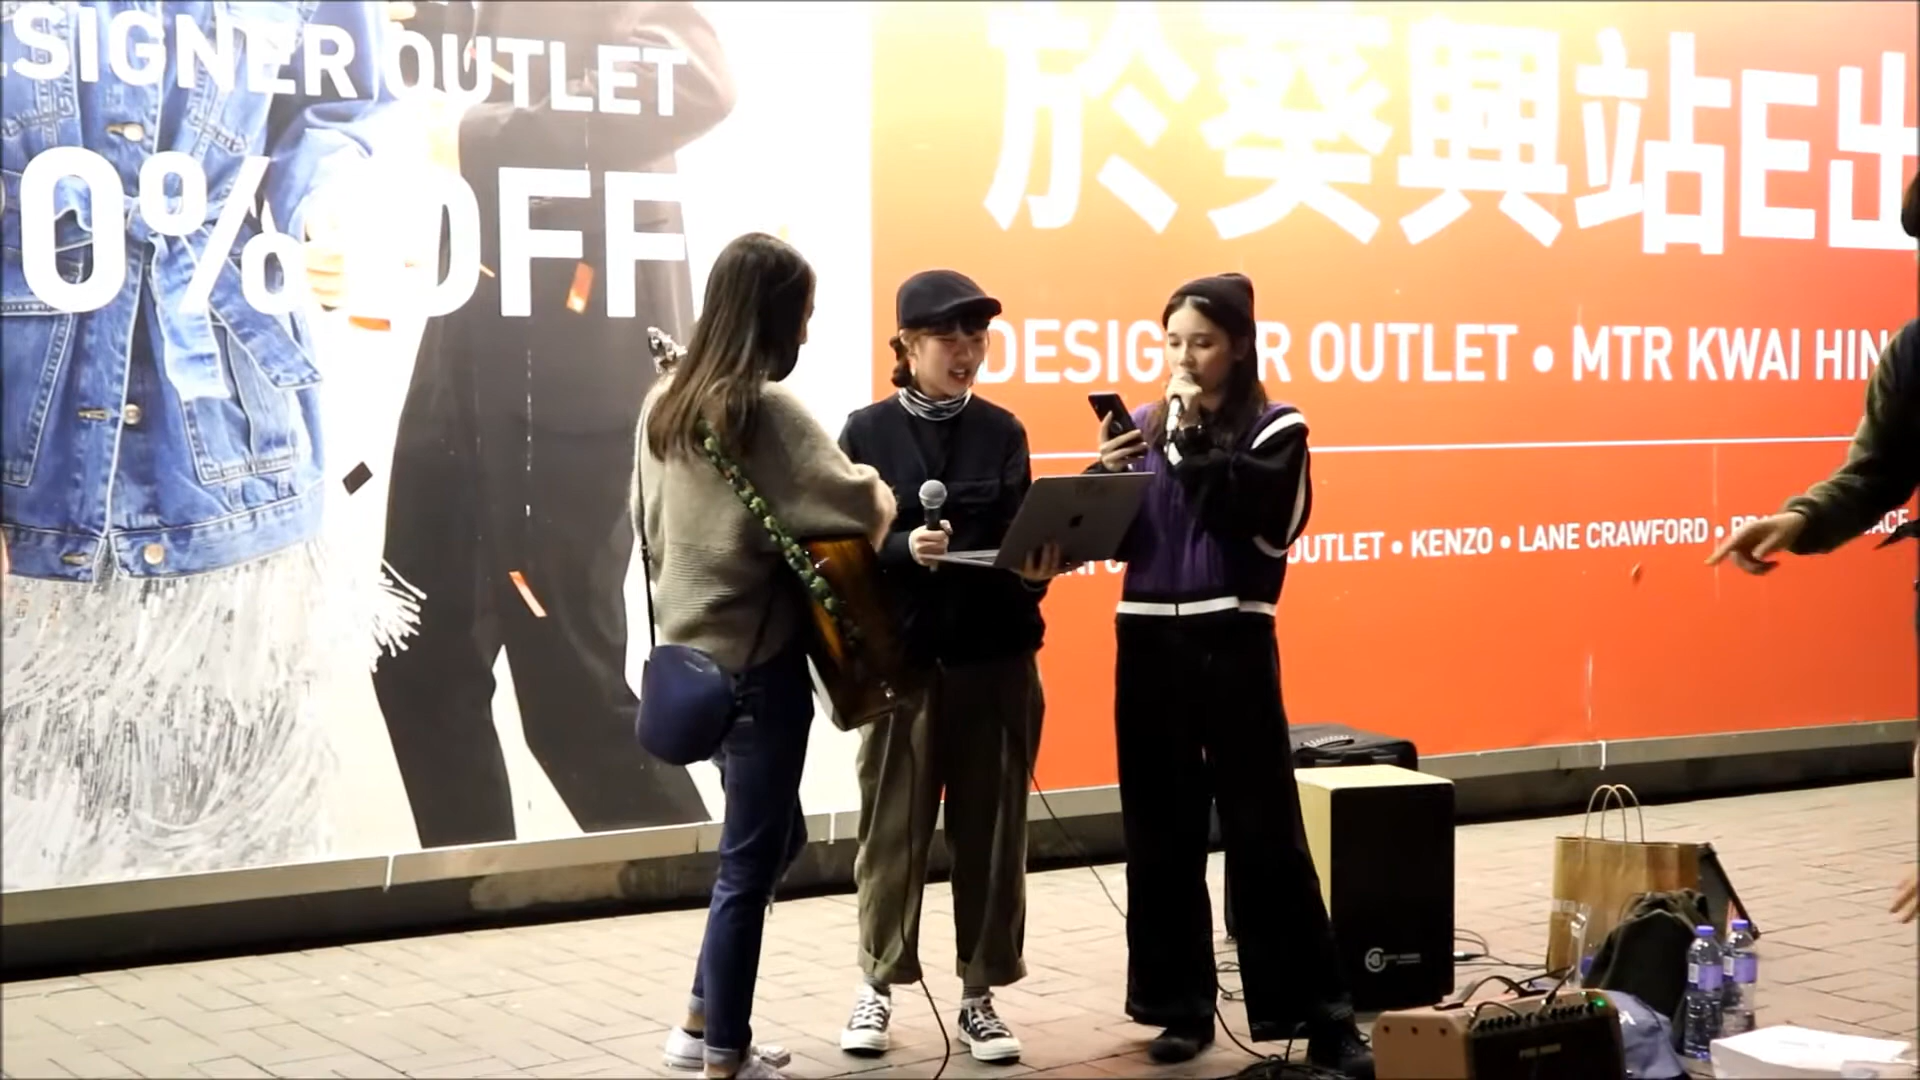 SIGNER OUTLET
0% OFF
於葵興站E出
DESIG R OUTLET • MTR KWAI HIN
OUTLET • KENZO • LANE CRAWFORD •